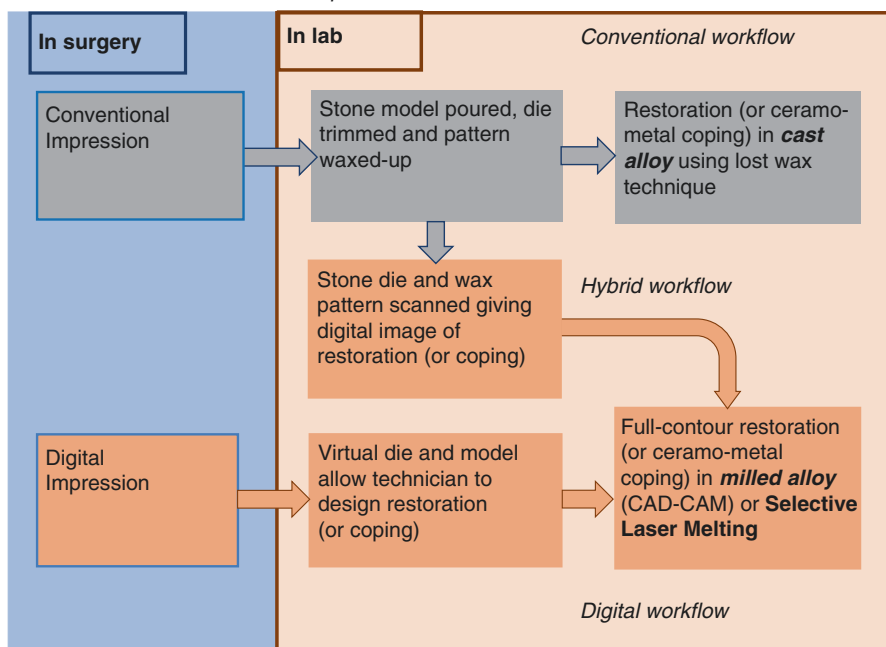 In surgery
In lab
Conventional workflow
Conventional
Impression
Stone model poured, die
trimmed and pattern
waxed-up
Restoration (or ceramo-
metal coping) in cast
alloy using lost wax
technique
Stone die and wax
pattern scanned giving
digital image of
restoration (or coping)
Hybrid workflow
Digital
Impression
Virtual die and model
allow technician to
design restoration
(or coping)
Full-contour restoration
(or ceramo-metal
coping) in milled alloy
(CAD-CAM) or Selective
Laser Melting
Digital workflow